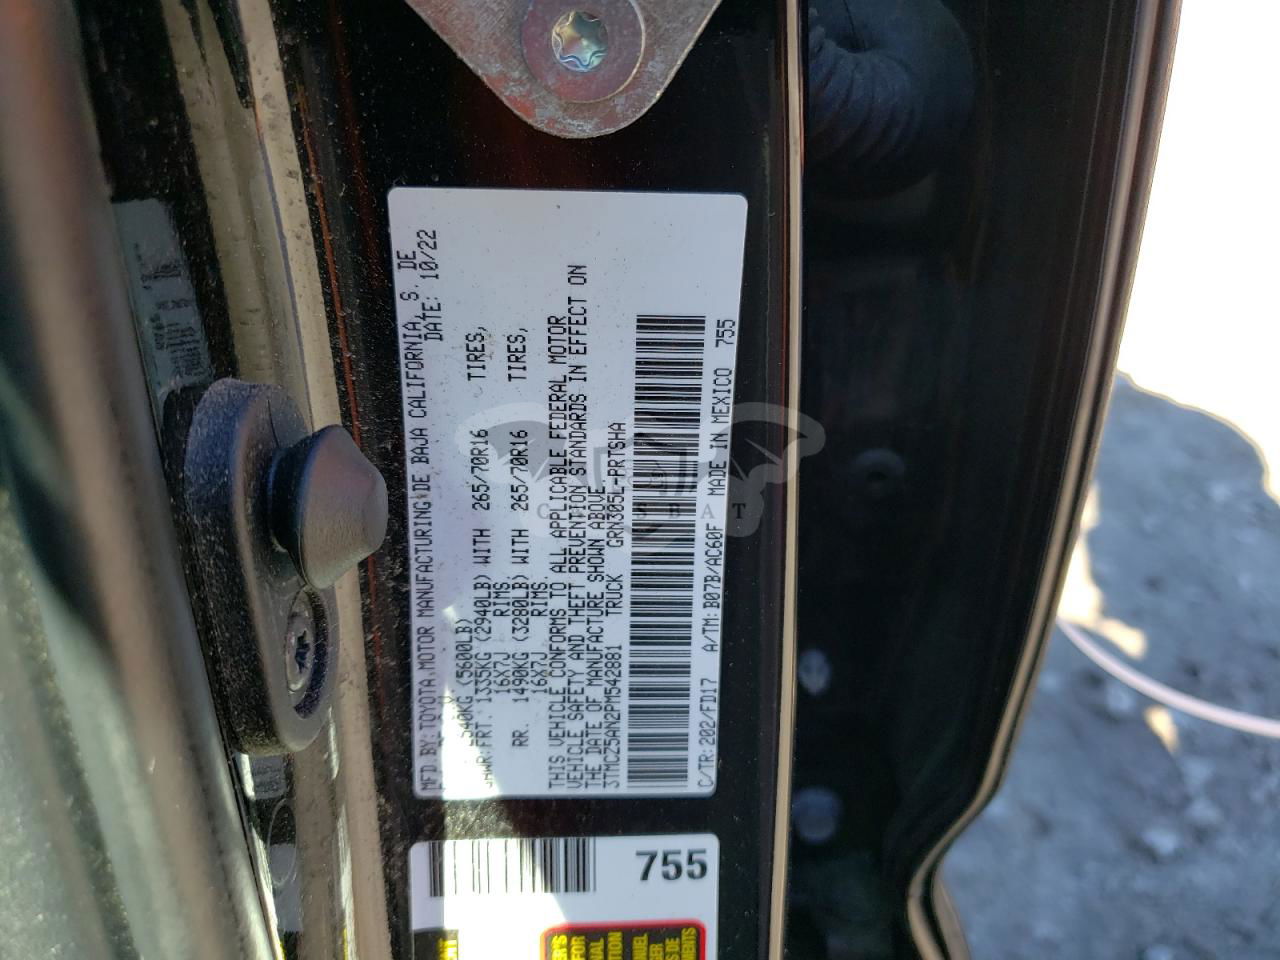 MFD BY: TOYOTA MOTOR MANUFACTURING DE BAJA CALIFORNIA, S. DE
DATE: 10/22
(5600LB)
FRT. 1335KG (2940LB) WITH 265/70R16 TIRES,
16X7J RIMS.
RR. 1490KG (3280LB) WITH 265/70R16 TIRES,
16X7J RIMS.
THIS VEHICLE CONFORMS TO ALL APPLICABLE FEDERAL MOTOR
VEHICLE SAFETY AND THEFT PREVENTION STANDARDS IN EFFECT ON
THE DATE OF MANUFACTURE SHOWN ABOVE.
3TMCZ5AN2PM542881 TRUCK GRN305L-PRTSHA
C/TR: 202/FD17 A/TM: B07B/AC60F MADE IN MEXICO 755
755
FOR